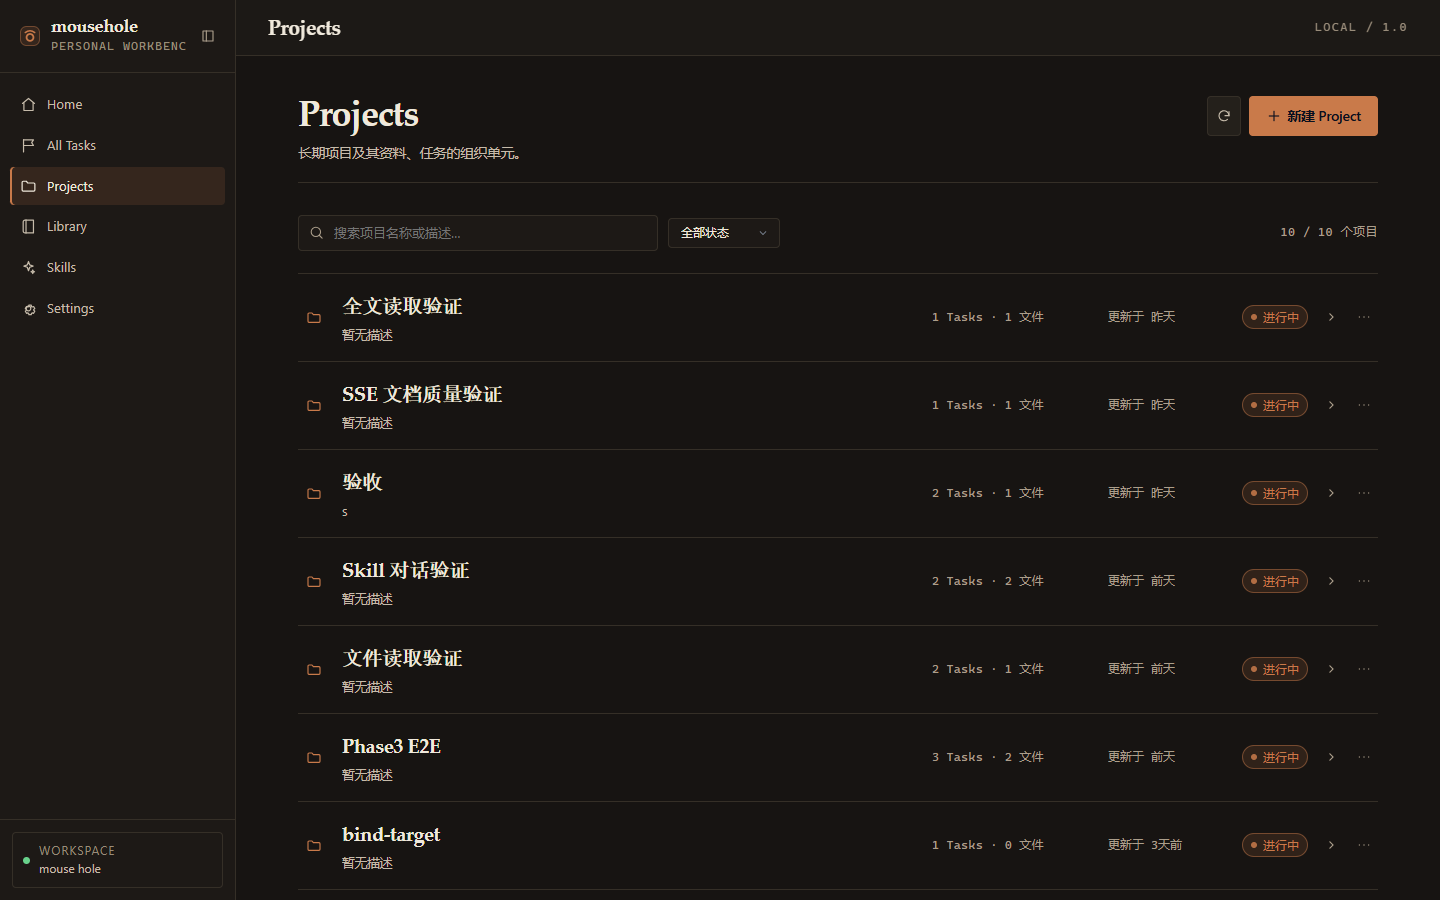 mousehole
PERSONAL WORKBENC
Projects
LOCAL / 1.0
Home
All Tasks
Projects
Library
Skills
Settings
WORKSPACE
mouse hole
Projects
长期项目及其资料、任务的组织单元。
新建 Project
搜索项目名称或描述...
全部状态
10 / 10 个项目
全文读取验证
暂无描述
1 Tasks · 1 文件
更新于 昨天
进行中
SSE 文档质量验证
暂无描述
1 Tasks · 1 文件
更新于 昨天
进行中
验收
s
2 Tasks · 1 文件
更新于 昨天
进行中
Skill 对话验证
暂无描述
2 Tasks · 2 文件
更新于 前天
进行中
文件读取验证
暂无描述
2 Tasks · 1 文件
更新于 前天
进行中
Phase3 E2E
暂无描述
3 Tasks · 2 文件
更新于 前天
进行中
bind-target
暂无描述
1 Tasks · 0 文件
更新于 3天前
进行中